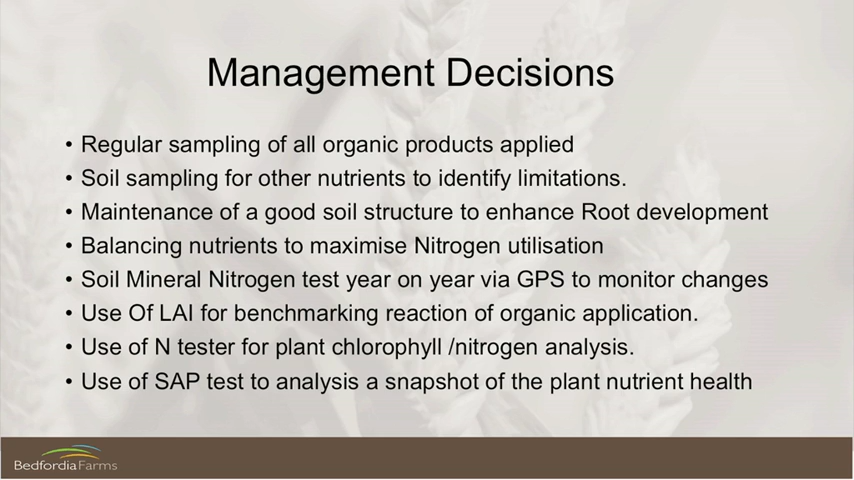 Management Decisions
• Regular sampling of all organic products applied
• Soil sampling for other nutrients to identify limitations.
• Maintenance of a good soil structure to enhance Root development
• Balancing nutrients to maximise Nitrogen utilisation
• Soil Mineral Nitrogen test year on year via GPS to monitor changes
• Use Of LAI for benchmarking reaction of organic application.
• Use of N tester for plant chlorophyll /nitrogen analysis.
• Use of SAP test to analysis a snapshot of the plant nutrient health
BedfordiaFarms